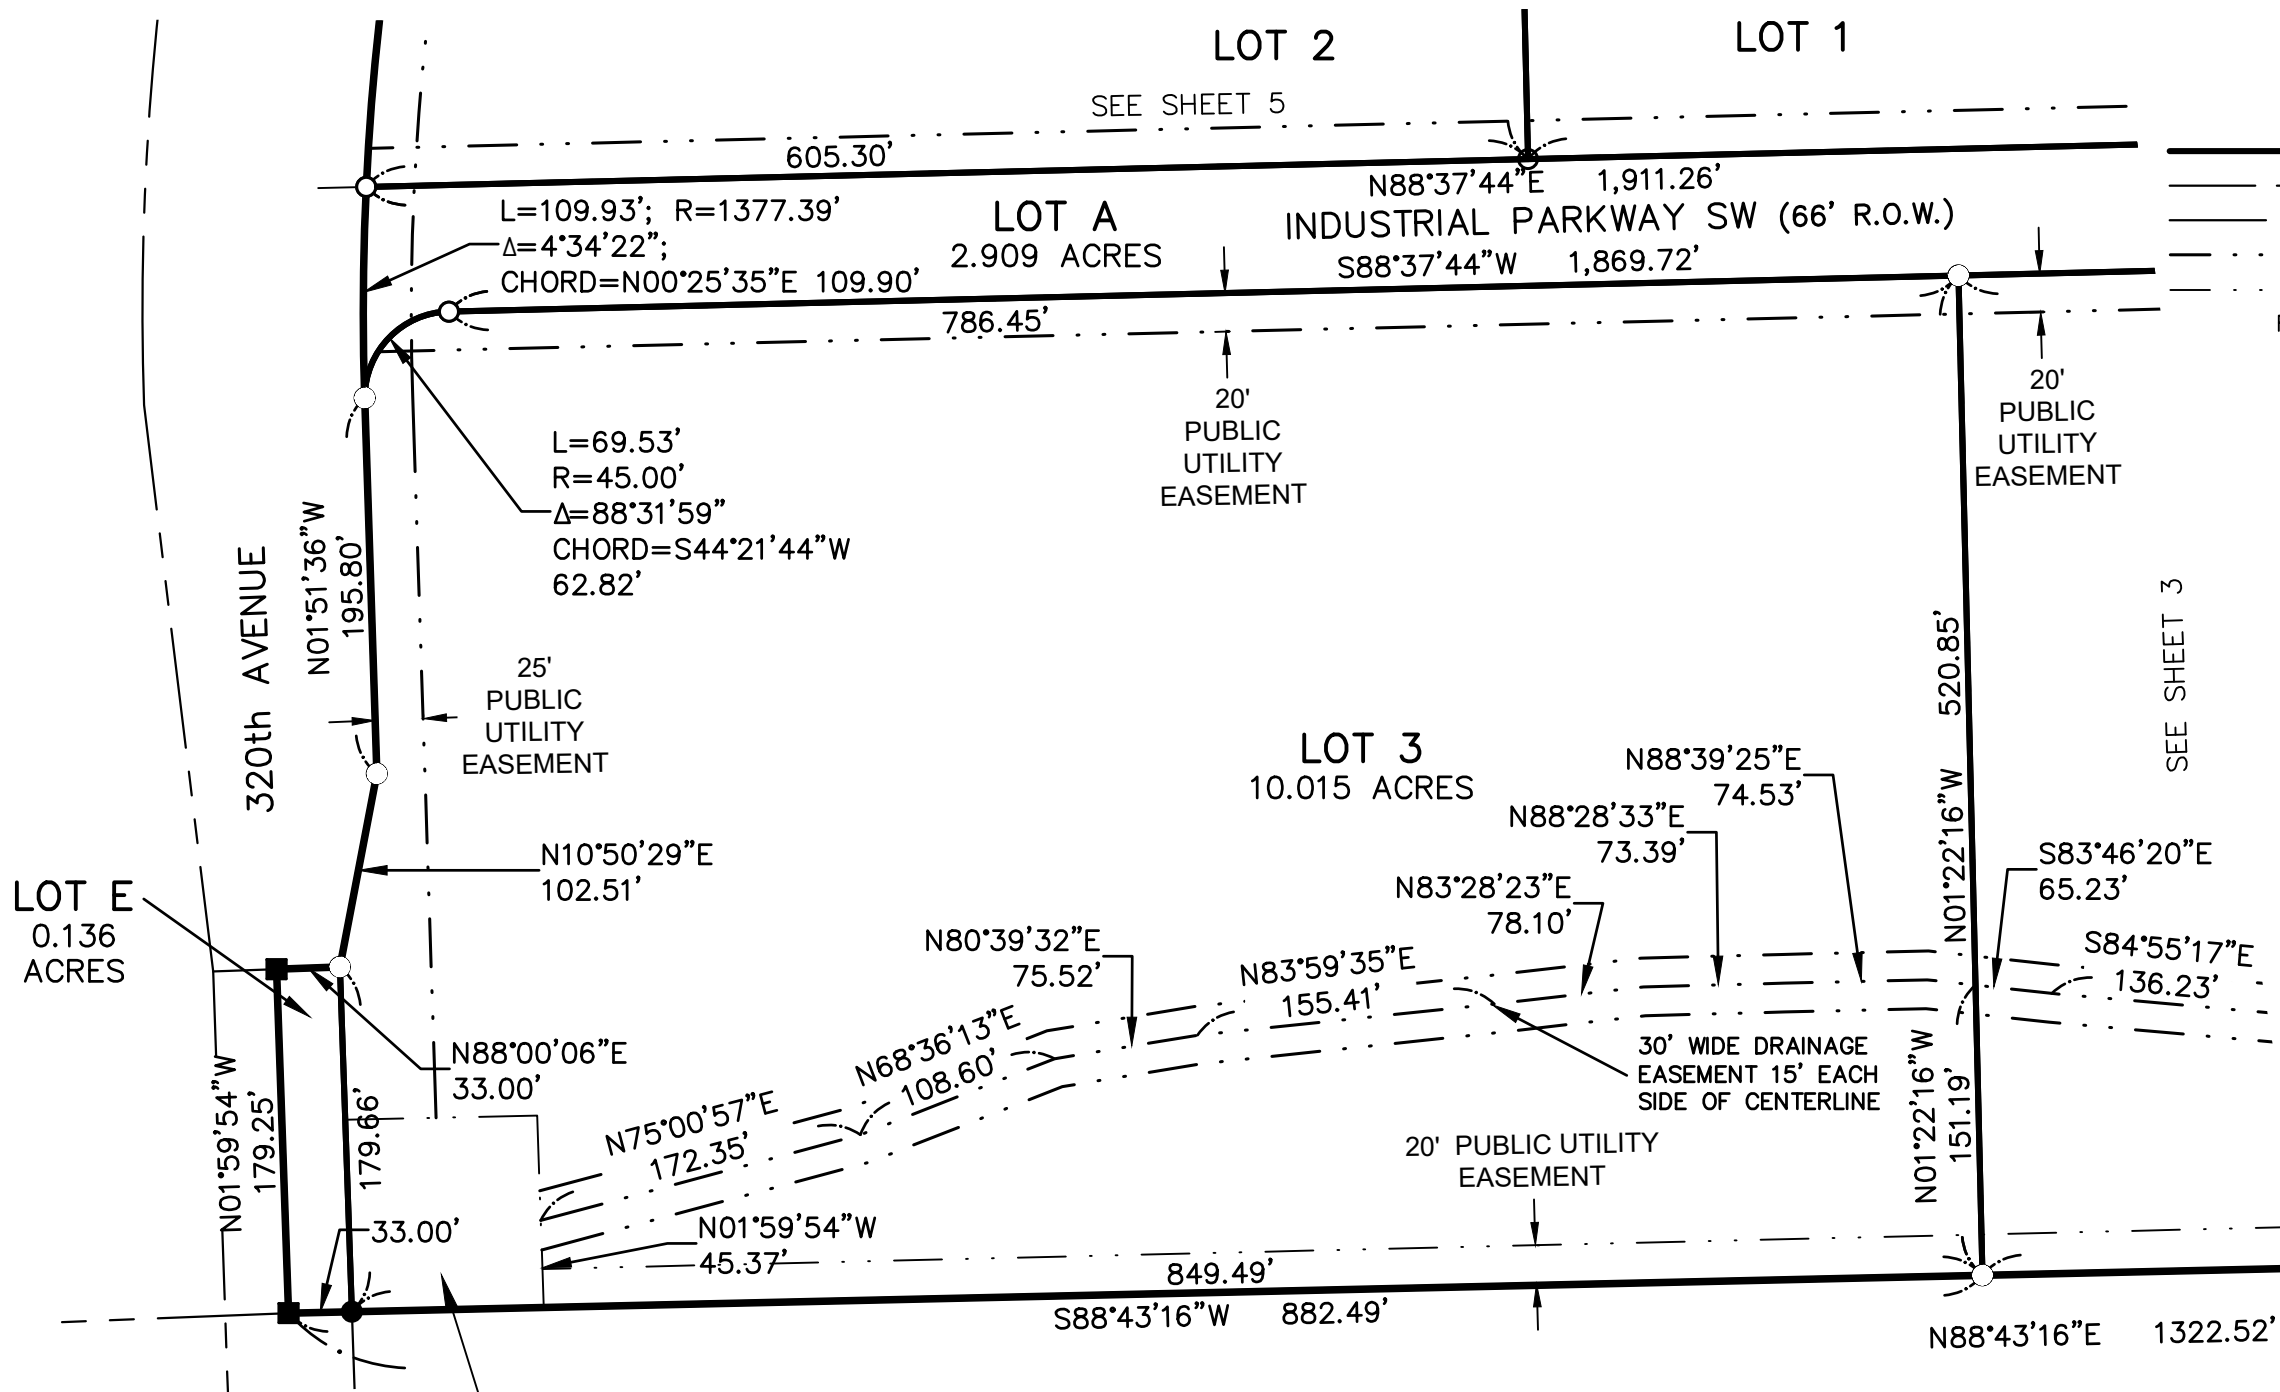 LOT 2
LOT 1
SEE SHEET 5
605.30'
N88°37'44"E 1,911.26'
LOT A
2.909 ACRES
INDUSTRIAL PARKWAY SW (66' R.O.W.)
S88°37'44"W 1,869.72'
L=109.93'; R=1377.39'
Δ=4°34'22";
CHORD=N00°25'35"E 109.90'
786.45'
20'
PUBLIC
UTILITY
EASEMENT
20'
PUBLIC
UTILITY
EASEMENT
L=69.53'
R=45.00'
Δ=88°31'59"
CHORD=S44°21'44"W
62.82'
N01°51'36"W
195.80'
320th AVENUE
25'
PUBLIC
UTILITY
EASEMENT
520.85'
N01°22'16"W
SEE SHEET 3
LOT 3
10.015 ACRES
N88°39'25"E
74.53'
N88°28'33"E
73.39'
N83°28'23"E
78.10'
S83°46'20"E
65.23'
S84°55'17"E
136.23'
N10°50'29"E
102.51'
LOT E
0.136
ACRES
N80°39'32"E
75.52'
N83°59'35"E
155.41'
N68°36'13"E
108.60'
N75°00'57"E
172.35'
N88°00'06"E
33.00'
30' WIDE DRAINAGE
EASEMENT 15' EACH
SIDE OF CENTERLINE
N01°59'54"W
179.25'
179.66'
N01°22'16"W
151.19'
20' PUBLIC UTILITY
EASEMENT
33.00'
N01°59'54"W
45.37'
849.49'
S88°43'16"W 882.49'
N88°43'16"E 1322.52'